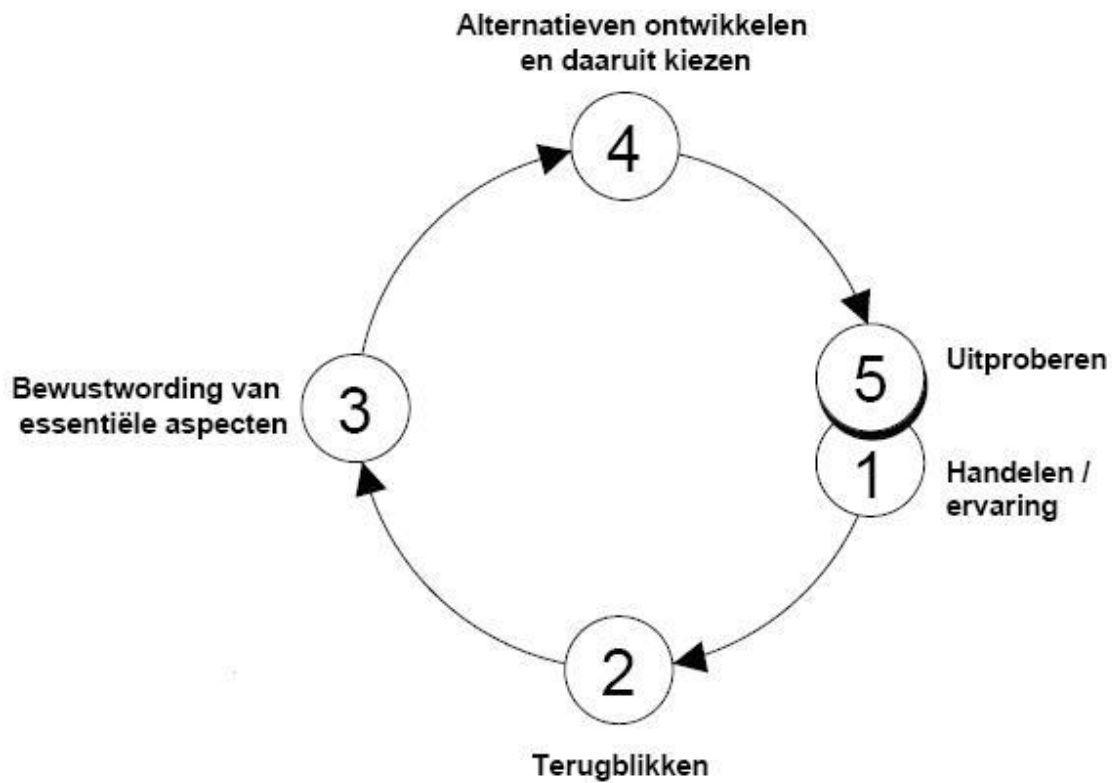 Alternatieven ontwikkelen
en daaruit kiezen
4
5
Uitproberen
Bewustwording van
essentiële aspecten
3
1
Handelen /
ervaring
2
Terugblikken